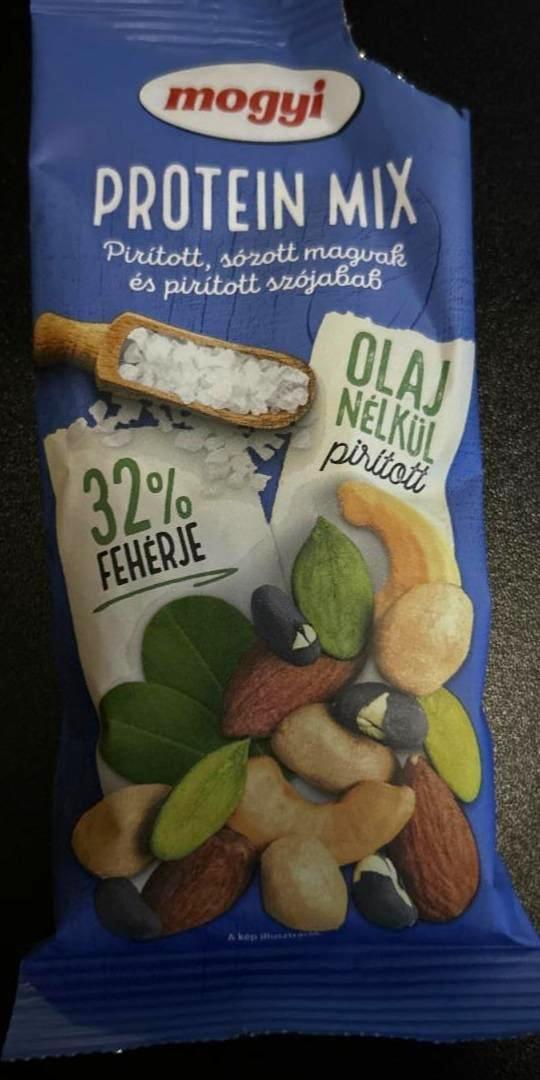 mogyi
PROTEIN MIX
Pirított, sózott magvak
és pirított szójabab
OLAJ
NÉLKÜL
pirított
32%
FEHÉRJE
A kép illusztráció.